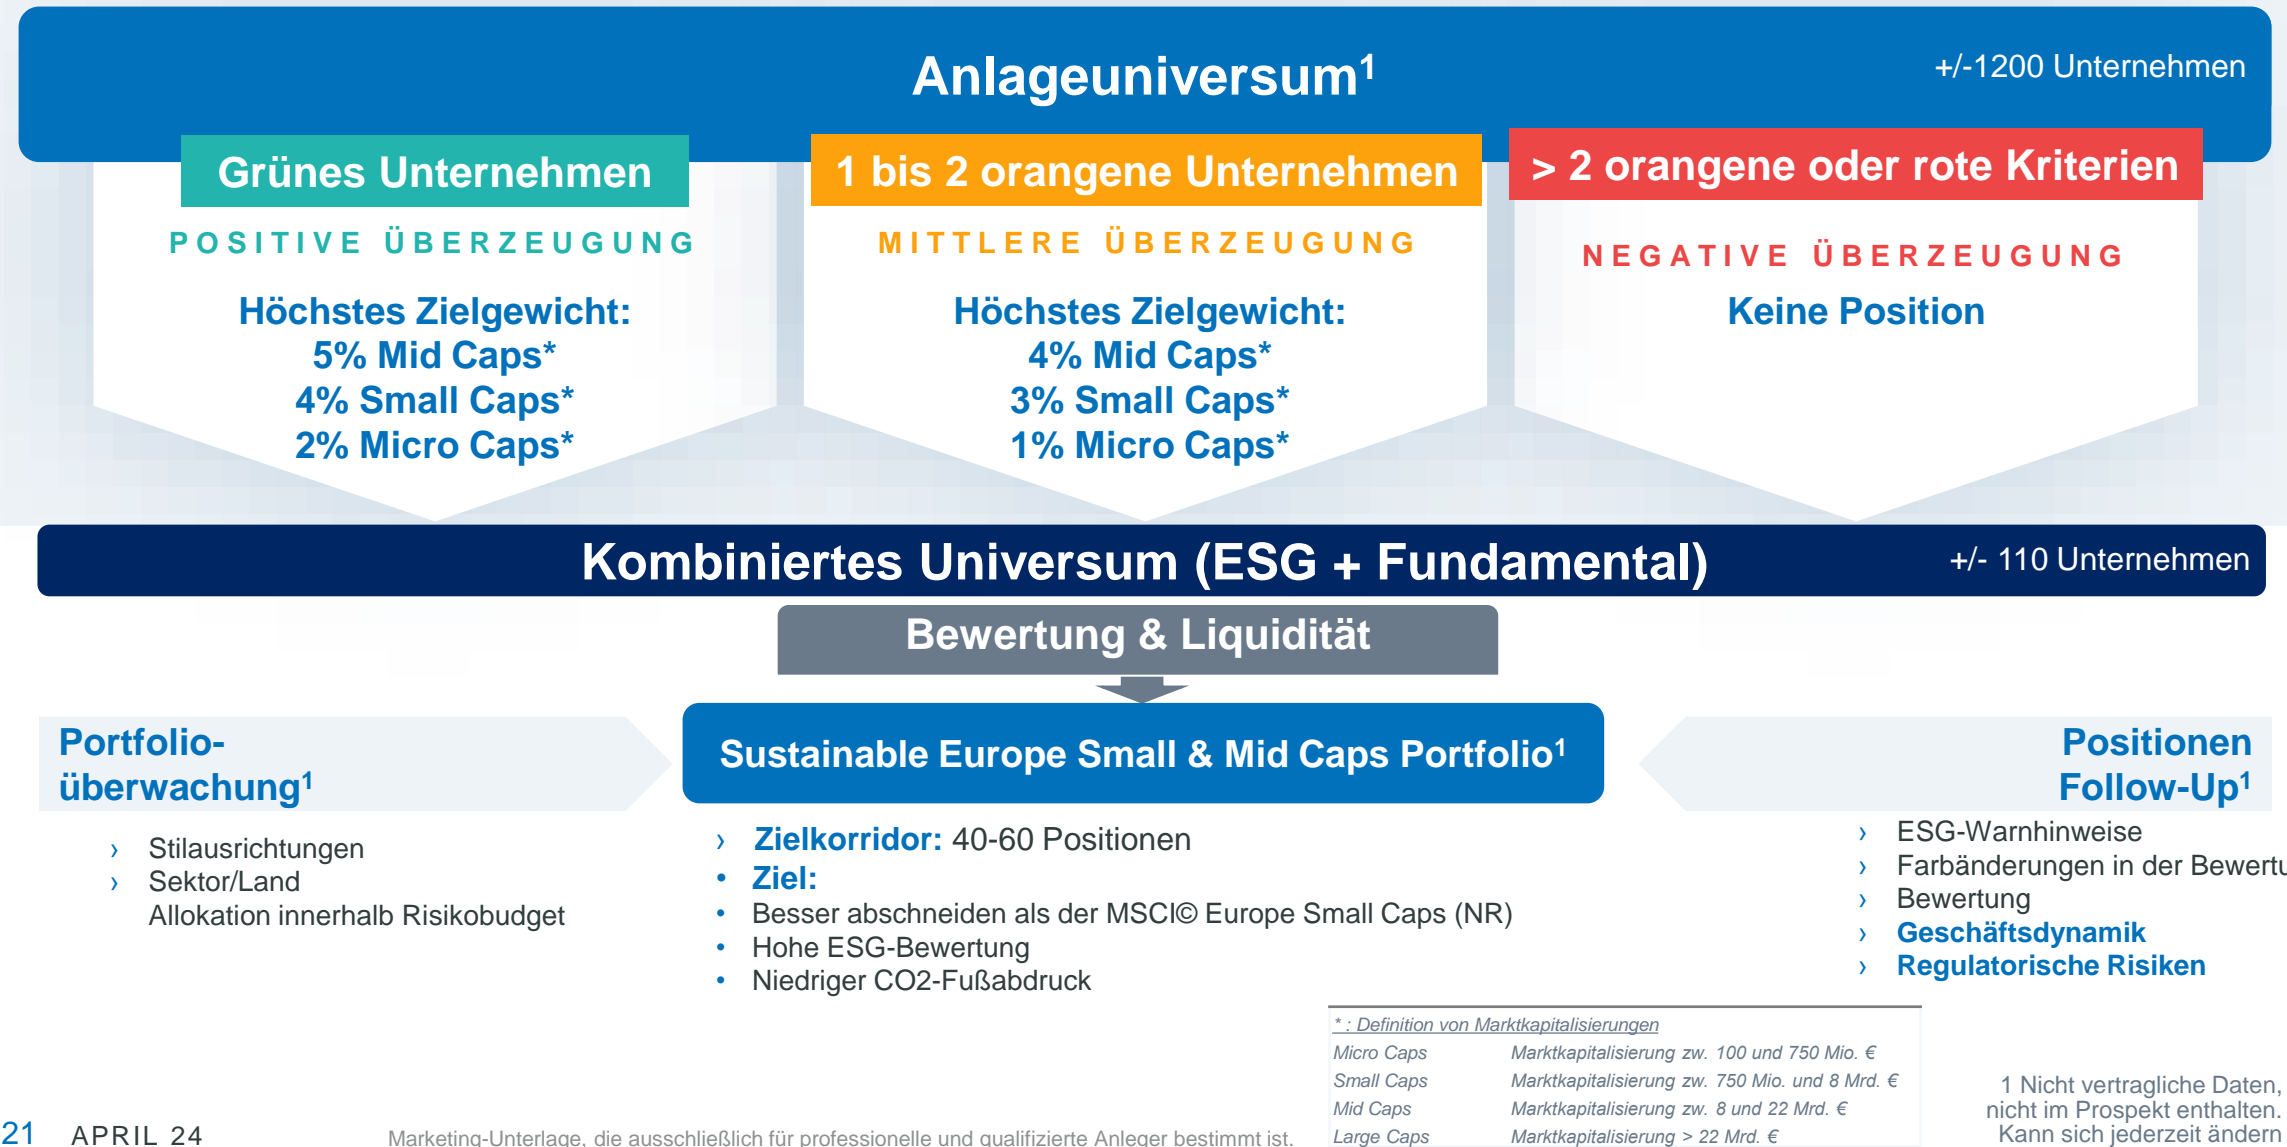 Anlageuniversum¹
+/-1200 Unternehmen
Grünes Unternehmen
POSITIVE ÜBERZEUGUNG
Höchstes Zielgewicht:
5% Mid Caps*
4% Small Caps*
2% Micro Caps*
1 bis 2 orangene Unternehmen
MITTLERE ÜBERZEUGUNG
Höchstes Zielgewicht:
4% Mid Caps*
3% Small Caps*
1% Micro Caps*
> 2 orangene oder rote Kriterien
NEGATIVE ÜBERZEUGUNG
Keine Position
Kombiniertes Universum (ESG + Fundamental)
+/- 110 Unternehmen
Bewertung & Liquidität
Portfolio-
überwachung¹
› Stilausrichtungen
› Sektor/Land
Allokation innerhalb Risikobudget
Sustainable Europe Small & Mid Caps Portfolio¹
› Zielkorridor: 40-60 Positionen
• Ziel:
• Besser abschneiden als der MSCI© Europe Small Caps (NR)
• Hohe ESG-Bewertung
• Niedriger CO2-Fußabdruck
Positionen
Follow-Up¹
› ESG-Warnhinweise
› Farbänderungen in der Bewertu
› Bewertung
› Geschäftsdynamik
› Regulatorische Risiken
* : Definition von Marktkapitalisierungen
Micro Caps Marktkapitalisierung zw. 100 und 750 Mio. €
Small Caps Marktkapitalisierung zw. 750 Mio. und 8 Mrd. €
Mid Caps Marktkapitalisierung zw. 8 und 22 Mrd. €
Large Caps Marktkapitalisierung > 22 Mrd. €
1 Nicht vertragliche Daten,
nicht im Prospekt enthalten.
Kann sich jederzeit ändern
21 APRIL 24
Marketing-Unterlage, die ausschließlich für professionelle und qualifizierte Anleger bestimmt ist.